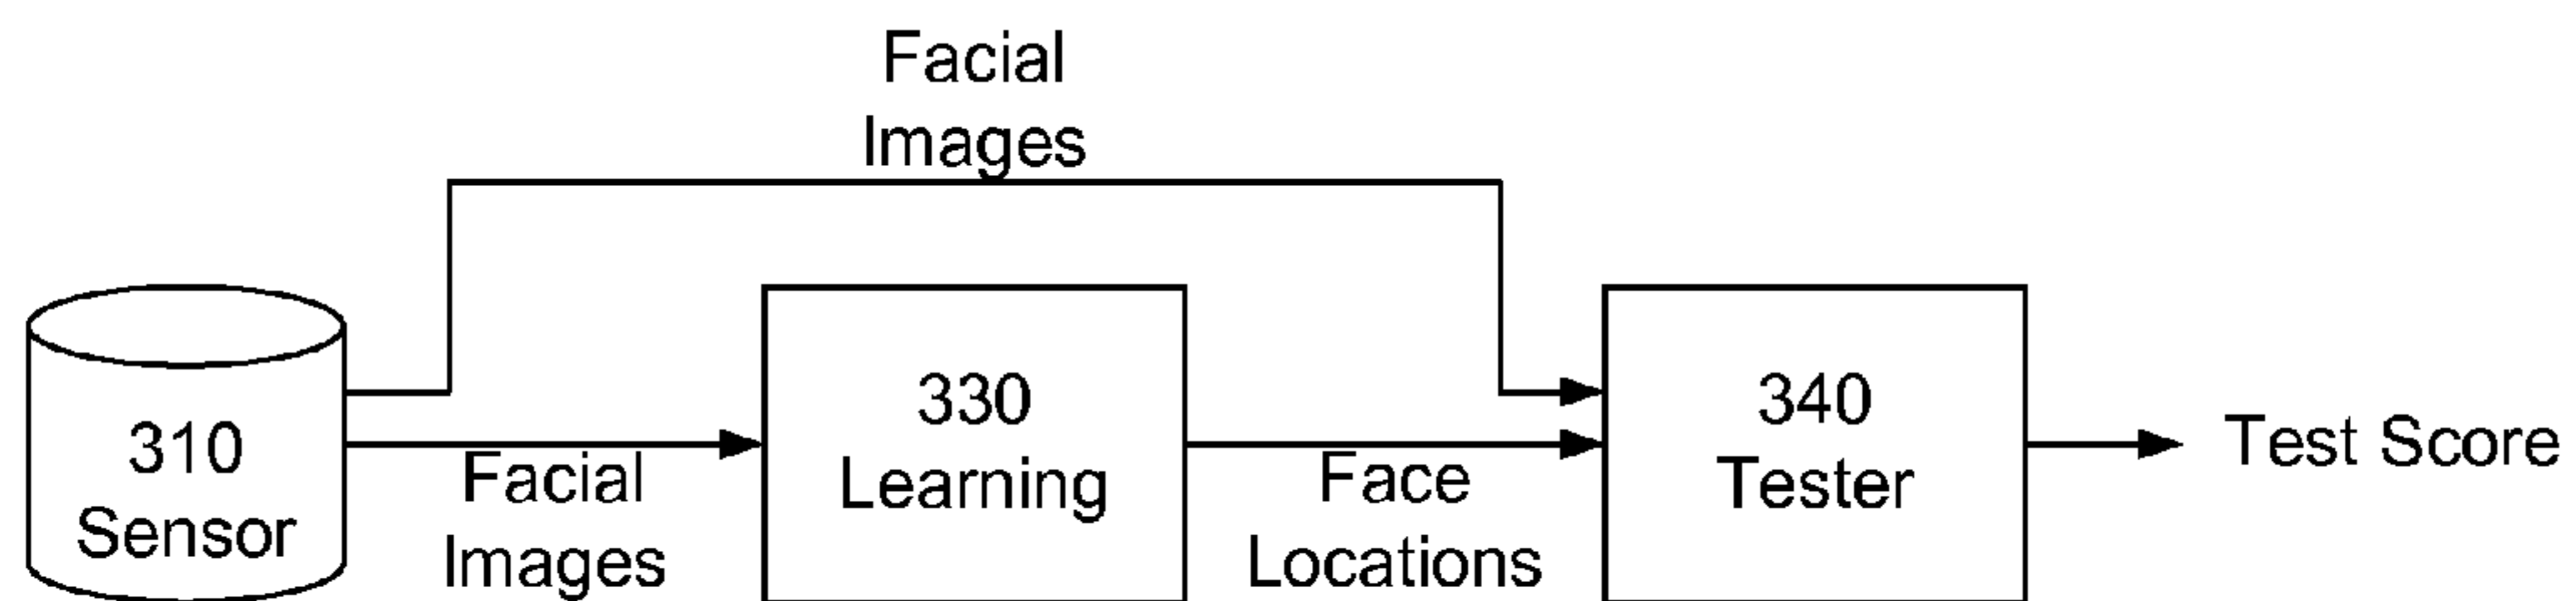 Facial
Images
310
Sensor
Facial
Images
330
Learning
Face
Locations
340
Tester
Test Score